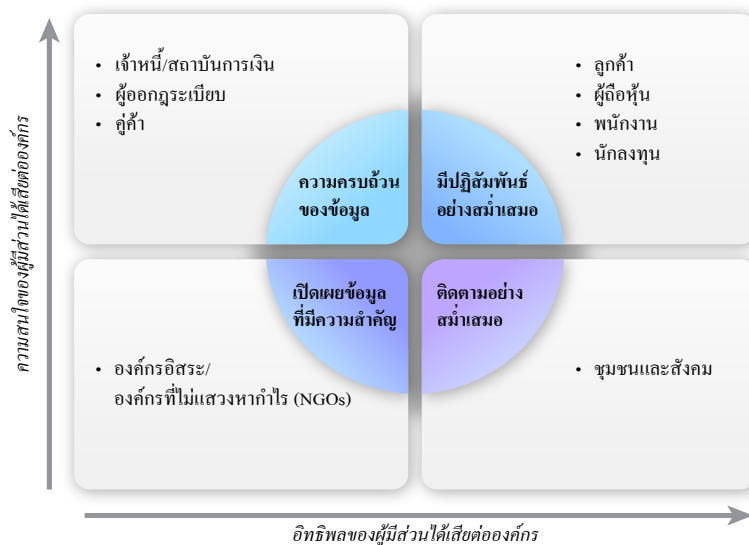 ความสนใจของผู้มีส่วนได้เสียต่อองค์กร
• เจ้าหนี้/สถาบันการเงิน
• ผู้ออกกฎระเบียบ
• คู่ค้า
• ลูกค้า
• ผู้ถือหุ้น
• พนักงาน
• นักลงทุน
ความครบถ้วน
ของข้อมูล
มีปฏิสัมพันธ์
อย่างสม่ำเสมอ
เปิดเผยข้อมูล
ที่มีความสำคัญ
ติดตามอย่าง
สม่ำเสมอ
• องค์กรอิสระ/
องค์กรที่ไม่แสวงหากำไร (NGOs)
• ชุมชนและสังคม
อิทธิพลของผู้มีส่วนได้เสียต่อองค์กร